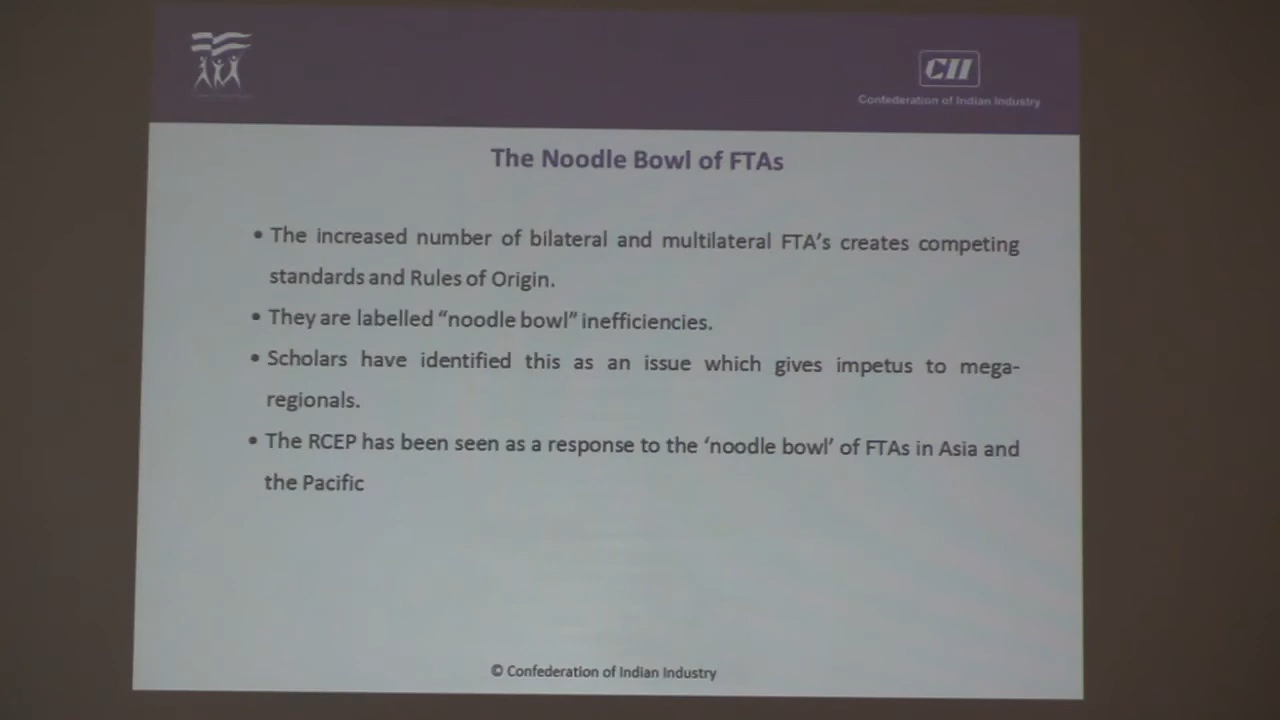 CII
Confederation of Indian Industry
The Noodle Bowl of FTAs
• The increased number of bilateral and multilateral FTA's creates competing
standards and Rules of Origin.
• They are labelled “noodle bowl” inefficiencies.
• Scholars have identified this as an issue which gives impetus to mega-
regionals.
• The RCEP has been seen as a response to the ‘noodle bowl’ of FTAs in Asia and
the Pacific
© Confederation of Indian Industry